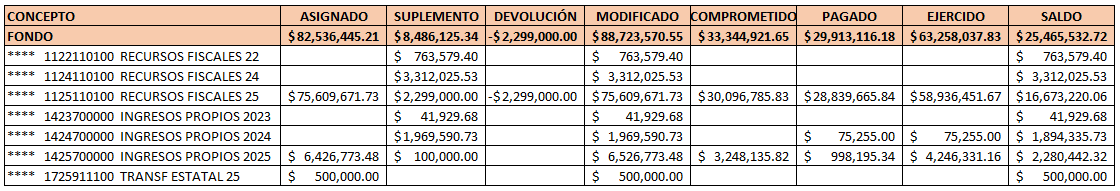 CONCEPTO ASIGNADO SUPLEMENTO DEVOLUCIÓN MODIFICADO COMPROMETIDO PAGADO EJERCIDO SALDO
FONDO $82,536,445.21 $8,486,125.34 -$2,299,000.00 $88,723,570.55 $33,344,921.65 $29,913,116.18 $63,258,037.83 $25,465,532.72
**** 1122110100 RECURSOS FISCALES 22 $ 763,579.40 $ 763,579.40 $ 763,579.40
**** 1124110100 RECURSOS FISCALES 24 $3,312,025.53 $ 3,312,025.53 $ 3,312,025.53
**** 1125110100 RECURSOS FISCALES 25 $75,609,671.73 $2,299,000.00 -$2,299,000.00 $75,609,671.73 $30,096,785.83 $28,839,665.84 $58,936,451.67 $16,673,220.06
**** 1423700000 INGRESOS PROPIOS 2023 $ 41,929.68 $ 41,929.68 $ 41,929.68
**** 1424700000 INGRESOS PROPIOS 2024 $1,969,590.73 $ 1,969,590.73 $ 75,255.00 $ 75,255.00 $ 1,894,335.73
**** 1425700000 INGRESOS PROPIOS 2025 $ 6,426,773.48 $ 100,000.00 $ 6,526,773.48 $ 3,248,135.82 $ 998,195.34 $ 4,246,331.16 $ 2,280,442.32
**** 1725911100 TRANSF ESTATAL 25 $ 500,000.00 $ 500,000.00 $ 500,000.00